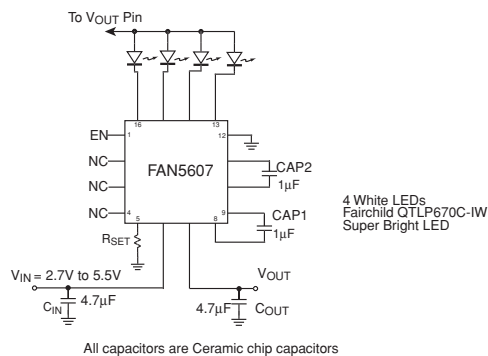 To VOUT Pin
16
13
EN
1
12
NC
FAN5607
CAP2
1μF
NC
NC
4
9
CAP1
5
8
1μF
RSET
4 White LEDs
Fairchild QTLP670C-IW
Super Bright LED
VIN = 2.7V to 5.5V
VOUT
CIN
4.7μF
4.7μF
COUT
All capacitors are Ceramic chip capacitors